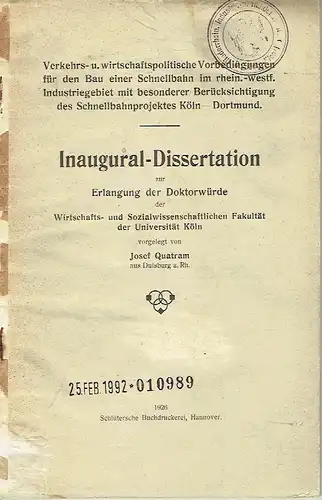 Verkehrs- u. wirtschaftspolitische Vorbedingungen
für den Bau einer Schnellbahn im rhein.-westf.
Industriegebiet mit besonderer Berücksichtigung
des Schnellbahnprojektes Köln—Dortmund.
Inaugural-Dissertation
zur
Erlangung der Doktorwürde
der
Wirtschafts- und Sozialwissenschaftlichen Fakultät
der Universität Köln
vorgelegt von
Josef Quatram
aus Duisburg a. Rh.
25. FEB. 1992 * 010989
1926
Schlütersche Buchdruckerei, Hannover.